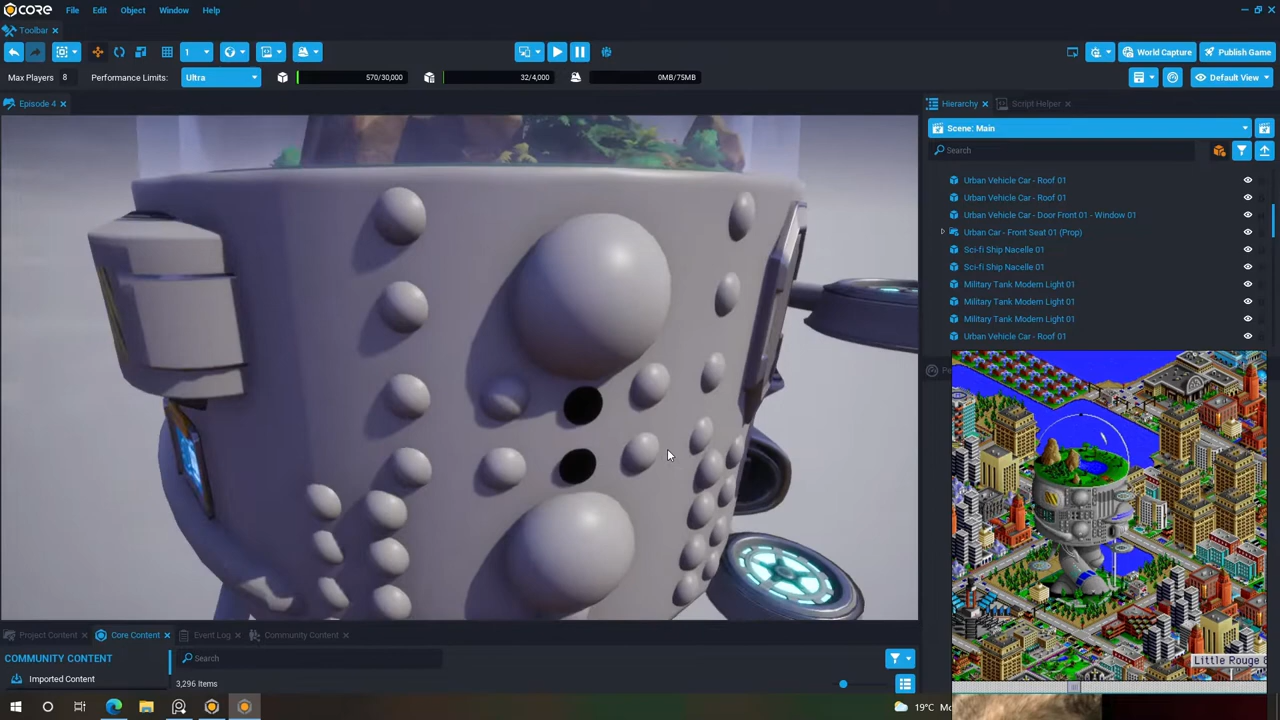 CORE File Edit Object Window Help
Toolbar
1
World Capture Publish Game
Max Players 8 Performance Limits: Ultra 570/30,000 32/4,000 0MB/75MB Default View
Episode 4 Hierarchy Script Helper
Scene: Main
Search
Urban Vehicle Car - Roof 01
Urban Vehicle Car - Roof 01
Urban Vehicle Car - Door Front 01 - Window 01
Urban Car - Front Seat 01 (Prop)
Sci-fi Ship Nacelle 01
Sci-fi Ship Nacelle 01
Military Tank Modern Light 01
Military Tank Modern Light 01
Military Tank Modern Light 01
Urban Vehicle Car - Roof 01
Project Content Core Content Event Log Community Content
COMMUNITY CONTENT Search
Little Rouge
Imported Content 3,296 Items
19°C